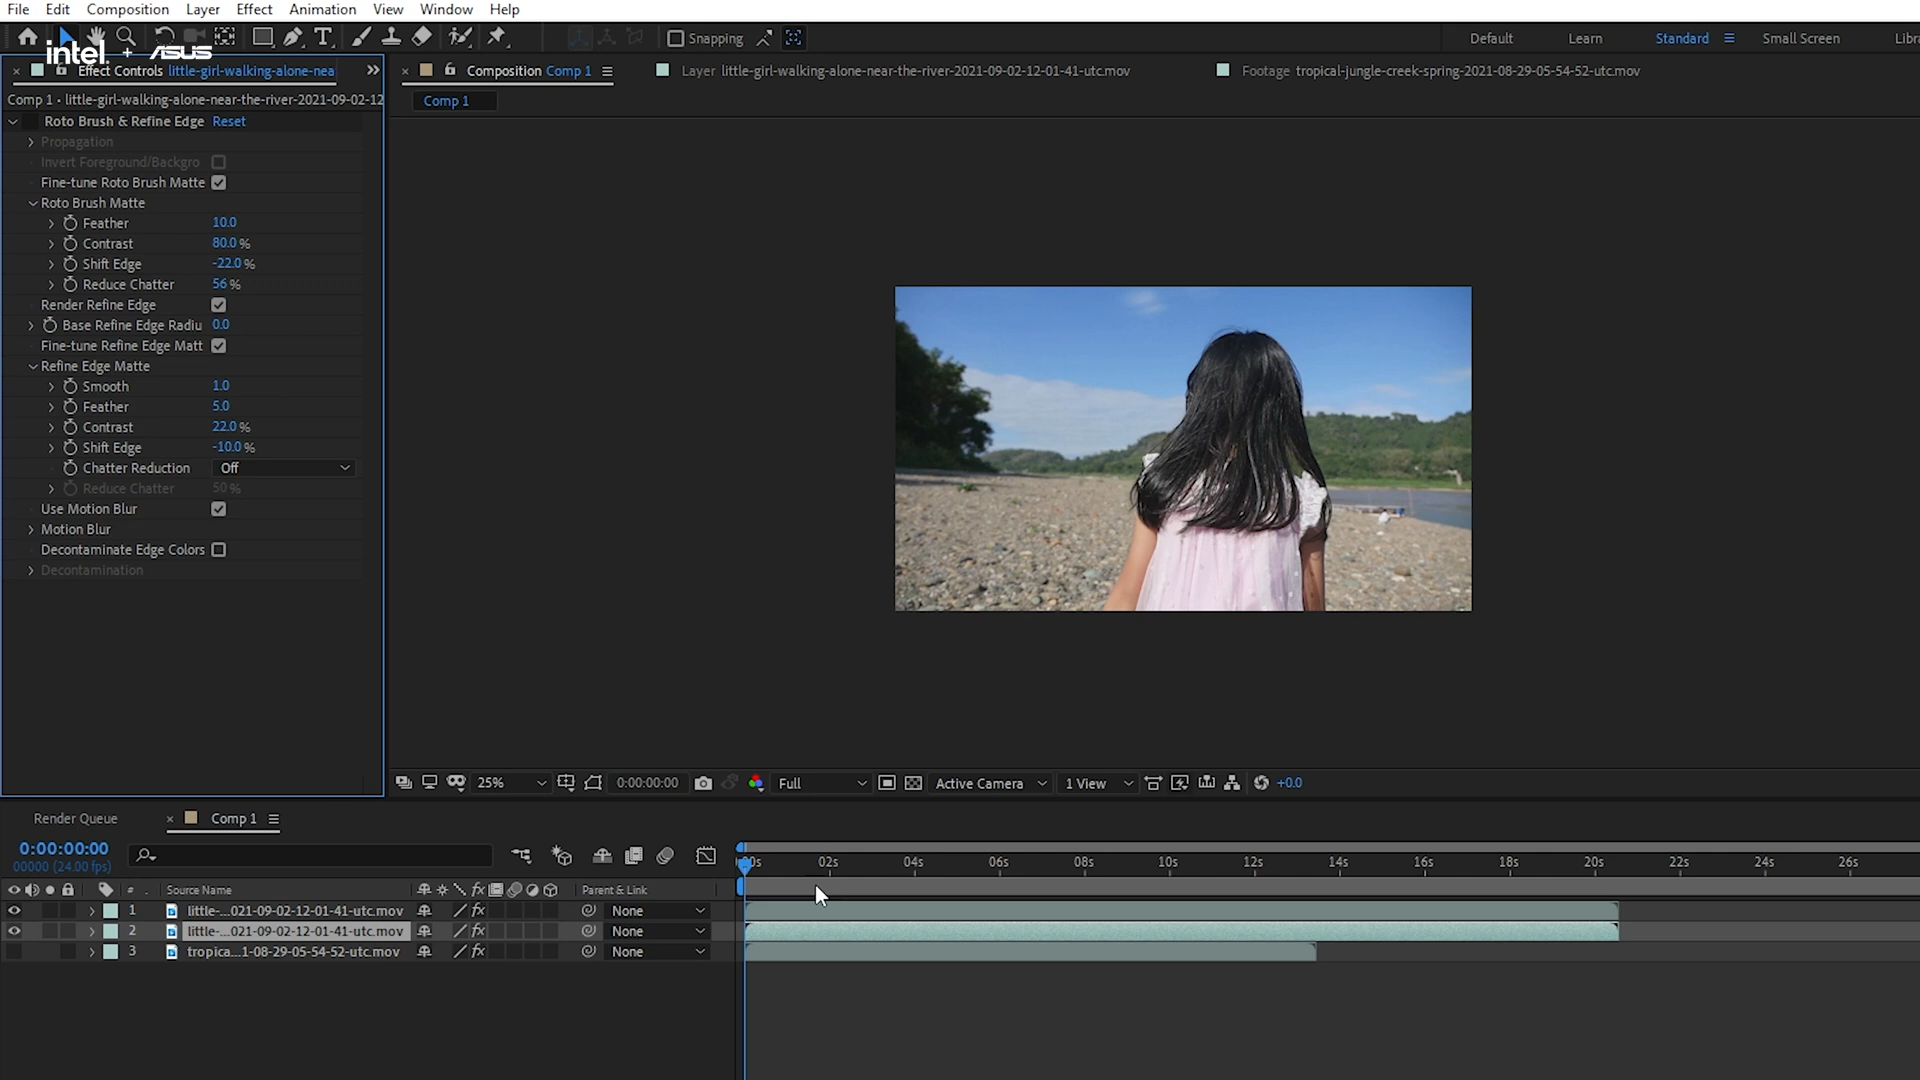 File Edit Composition Layer Effect Animation View Window Help
intel + ASUS
Snapping
Default Learn Standard Small Screen Libr
Effect Controls little-girl-walking-alone-nea
Composition Comp 1
Layer little-girl-walking-alone-near-the-river-2021-09-02-12-01-41-utc.mov
Footage tropical-jungle-creek-spring-2021-08-29-05-54-52-utc.mov
Comp 1 • little-girl-walking-alone-near-the-river-2021-09-02-12
Comp 1
Roto Brush & Refine Edge Reset
Propagation
Invert Foreground/Backgro
Fine-tune Roto Brush Matte
Roto Brush Matte
Feather 10.0
Contrast 80.0 %
Shift Edge -22.0 %
Reduce Chatter 56 %
Render Refine Edge
Base Refine Edge Radiu 0.0
Fine-tune Refine Edge Matt
Refine Edge Matte
Smooth 1.0
Feather 5.0
Contrast 22.0 %
Shift Edge -10.0 %
Chatter Reduction Off
Reduce Chatter 50 %
Use Motion Blur
Motion Blur
Decontaminate Edge Colors
Decontamination
25% 0:00:00:00 Full Active Camera 1 View +0.0
Render Queue Comp 1
0:00:00:00
00000 (24.00 fps)
:00s 02s 04s 06s 08s 10s 12s 14s 16s 18s 20s 22s 24s 26s
# . Source Name fx Parent & Link
1 little-...021-09-02-12-01-41-utc.mov fx None
2 little-...021-09-02-12-01-41-utc.mov fx None
3 tropica...1-08-29-05-54-52-utc.mov fx None